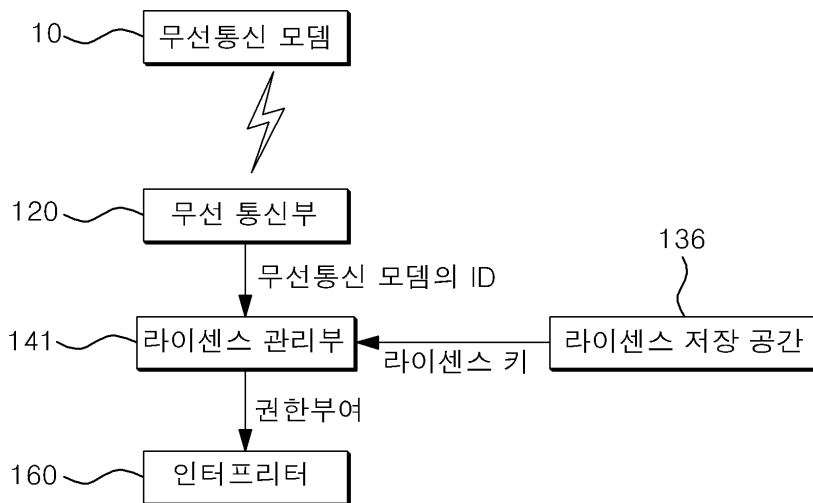 10 무선통신 모뎀
120 무선 통신부
136
무선통신 모뎀의 ID
141 라이센스 관리부
라이센스 저장 공간
라이센스 키
권한부여
160 인터프리터